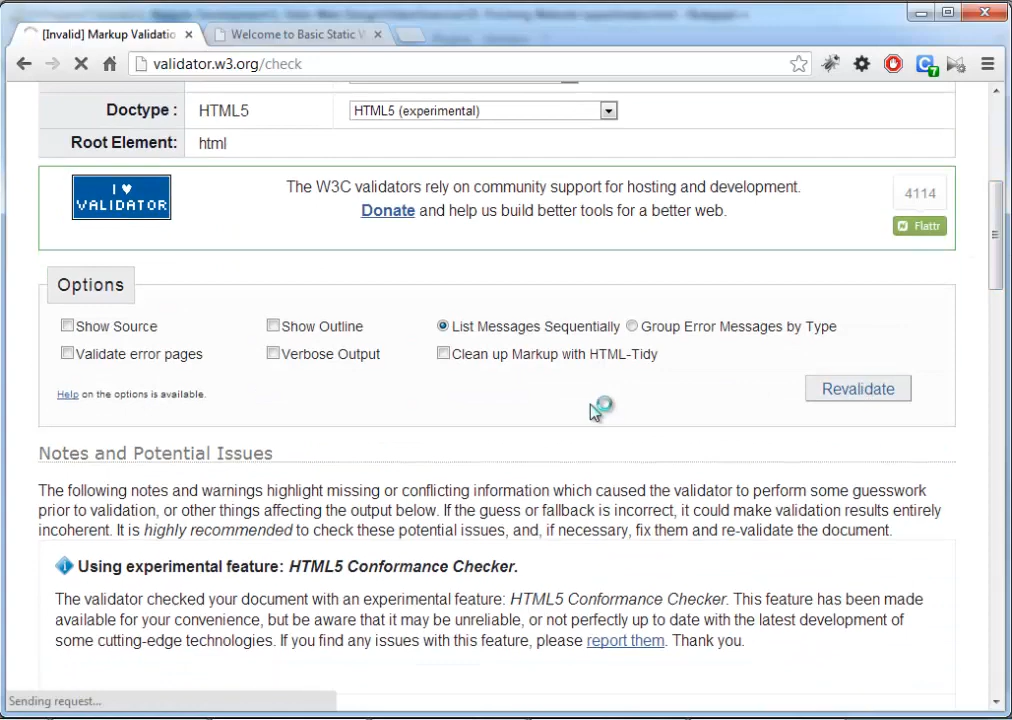 [Invalid] Markup Validatio
Welcome to Basic Static V
validator.w3.org/check
7
Doctype : HTML5 HTML5 (experimental)
Root Element: html
I ♥
VALIDATOR
The W3C validators rely on community support for hosting and development.
Donate and help us build better tools for a better web.
4114
Flattr
Options
Show Source Show Outline List Messages Sequentially Group Error Messages by Type
Validate error pages Verbose Output Clean up Markup with HTML-Tidy
Help on the options is available.
Revalidate
Notes and Potential Issues
The following notes and warnings highlight missing or conflicting information which caused the validator to perform some guesswork
prior to validation, or other things affecting the output below. If the guess or fallback is incorrect, it could make validation results entirely
incoherent. It is highly recommended to check these potential issues, and, if necessary, fix them and re-validate the document.
Using experimental feature: HTML5 Conformance Checker.
The validator checked your document with an experimental feature: HTML5 Conformance Checker. This feature has been made
available for your convenience, but be aware that it may be unreliable, or not perfectly up to date with the latest development of
some cutting-edge technologies. If you find any issues with this feature, please report them. Thank you.
Sending request...